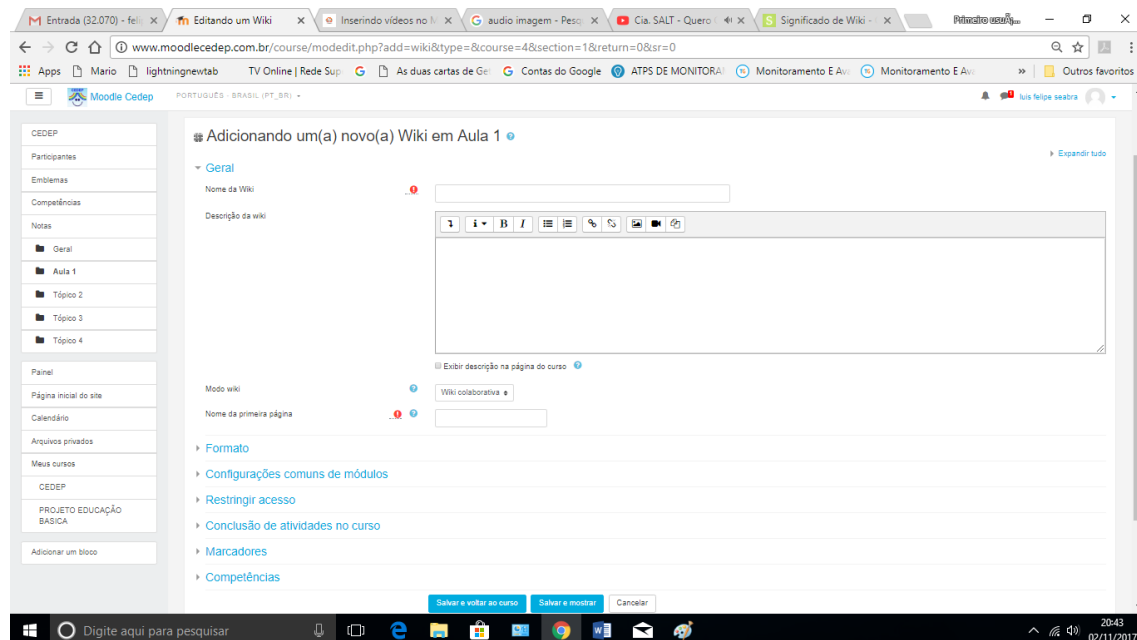 Entrada (32.070) - feli
Editando um Wiki
Inserindo vídeos no M
audio imagem - Pesq
Cia. SALT - Quero
Significado de Wiki -
www.moodlecedep.com.br/course/modedit.php?add=wiki&type=&course=4&section=1&return=0&sr=0
Apps
Mario
lightningnewtab
TV Online | Rede Sup
As duas cartas de Get
Contas do Google
ATPS DE MONITORAI
Monitoramento E Ava
Monitoramento E Ava
»
Outros favoritos
Moodle Cedep
PORTUGUÊS - BRASIL (PT_BR)
luis felipe seabra
CEDEP
Participantes
Emblemas
Competências
Notas
Geral
Aula 1
Tópico 2
Tópico 3
Tópico 4
Painel
Página inicial do site
Calendário
Arquivos privados
Meus cursos
CEDEP
PROJETO EDUCAÇÃO
BASICA
Adicionar um bloco
Adicionando um(a) novo(a) Wiki em Aula 1
Expandir tudo
Geral
Nome da Wiki
Descrição da wiki
B I
Exibir descrição na página do curso
Modo wiki
Wiki colaborativa
Nome da primeira página
Formato
Configurações comuns de módulos
Restringir acesso
Conclusão de atividades no curso
Marcadores
Competências
Salvar e voltar ao curso
Salvar e mostrar
Cancelar
Digite aqui para pesquisar
20:43
02/11/2017